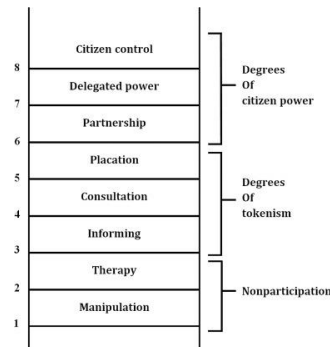 Citizen control
8
Delegated power
7
Partnership
6
Placation
5
Consultation
4
Informing
3
Therapy
2
Manipulation
1
Degrees
Of
citizen power
Degrees
Of
tokenism
Nonparticipation